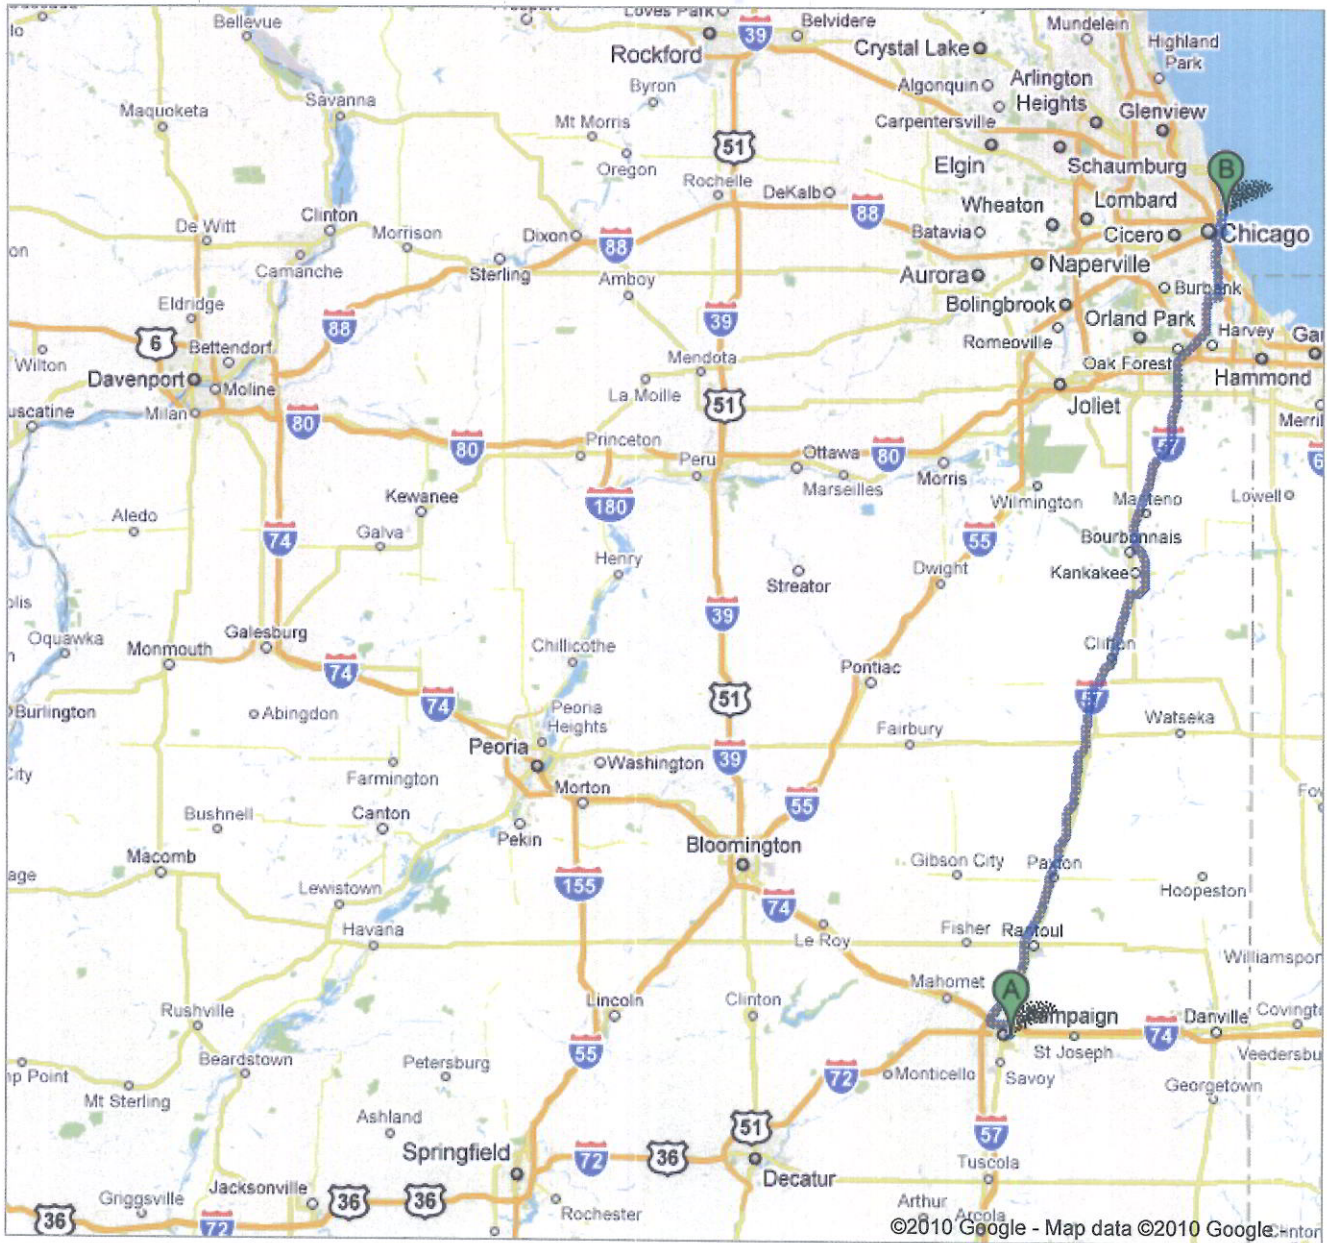 Bellevue
Loves Park
Belvidere
Mundelein
39
Rockford
Crystal Lake
Highland
Park
Byron
Algonquin
Arlington
Heights
Savanna
Maquoketa
Carpentersville
Glenview
Mt Morris
51
Oregon
Elgin
Schaumburg
B
Rochelle
DeKalb
Lombard
Wheaton
88
Clinton
De Witt
Morrison
Dixon
88
Batavia
Cicero
Chicago
on
Camanche
Sterling
Amboy
Aurora
Naperville
Burbank
Eldridge
88
39
Bolingbrook
Orland Park
6
Bettendorf
Romeoville
Harvey
Wilton
Mendota
Oak Forest
Davenport
Moline
La Moille
Joliet
Hammond
uscatine
Milan
80
51
Merril
80
Princeton
Peru
Ottawa
80
57
Marseilles
Morris
Kewanee
180
Wilmington
Manteno
Lowell
Aledo
74
Galva
55
Bourbonnais
Henry
Streator
Dwight
Kankakee
39
Oquawka
Galesburg
Monmouth
Chillicothe
Clifton
74
Pontiac
74
51
57
Burlington
Abingdon
Peoria
Heights
Fairbury
Watseka
Peoria
Washington
39
City
Farmington
Morton
55
Bushnell
Canton
Pekin
Bloomington
Macomb
Gibson City
Paxton
155
Hoopeston
Lewistown
74
Havana
Le Roy
Fisher
Rantoul
Williamspor
Mahomet
A
Lincoln
Clinton
Rushville
mpaign
Danville
Covingt
74
55
St Joseph
Beardstown
Petersburg
72
Monticello
Savoy
Veedersbu
Mt Sterling
Georgetown
Ashland
51
57
Springfield
72
36
Tuscola
Decatur
Jacksonville
36
36
Griggsville
Rochester
Arthur
Arcola
36
72
©2010 Google - Map data ©2010 Google -